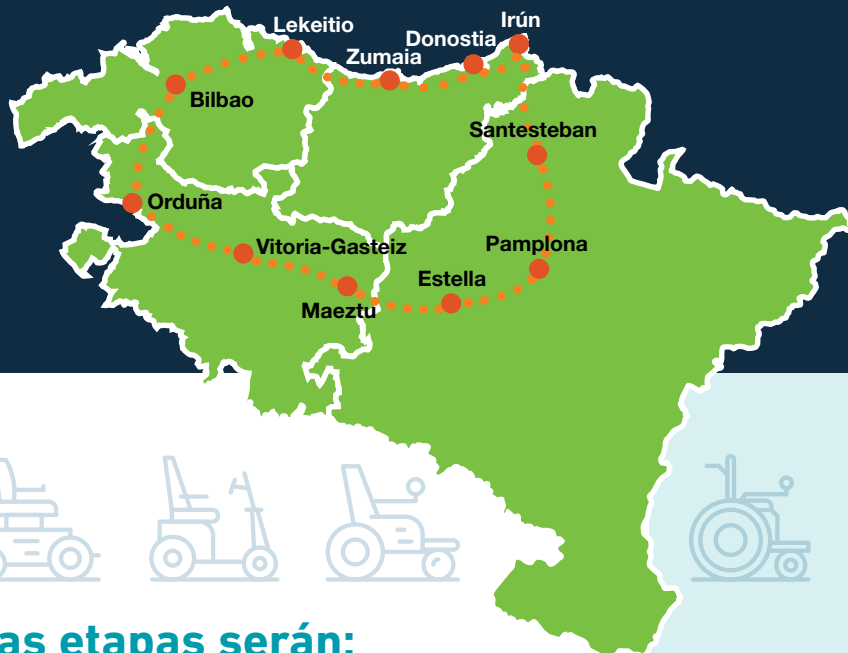 Lekeitio
Irún
Donostia
Zumaia
Bilbao
Santesteban
Orduña
Vitoria-Gasteiz
Pamplona
Estella
Maeztu
as etapas serán: